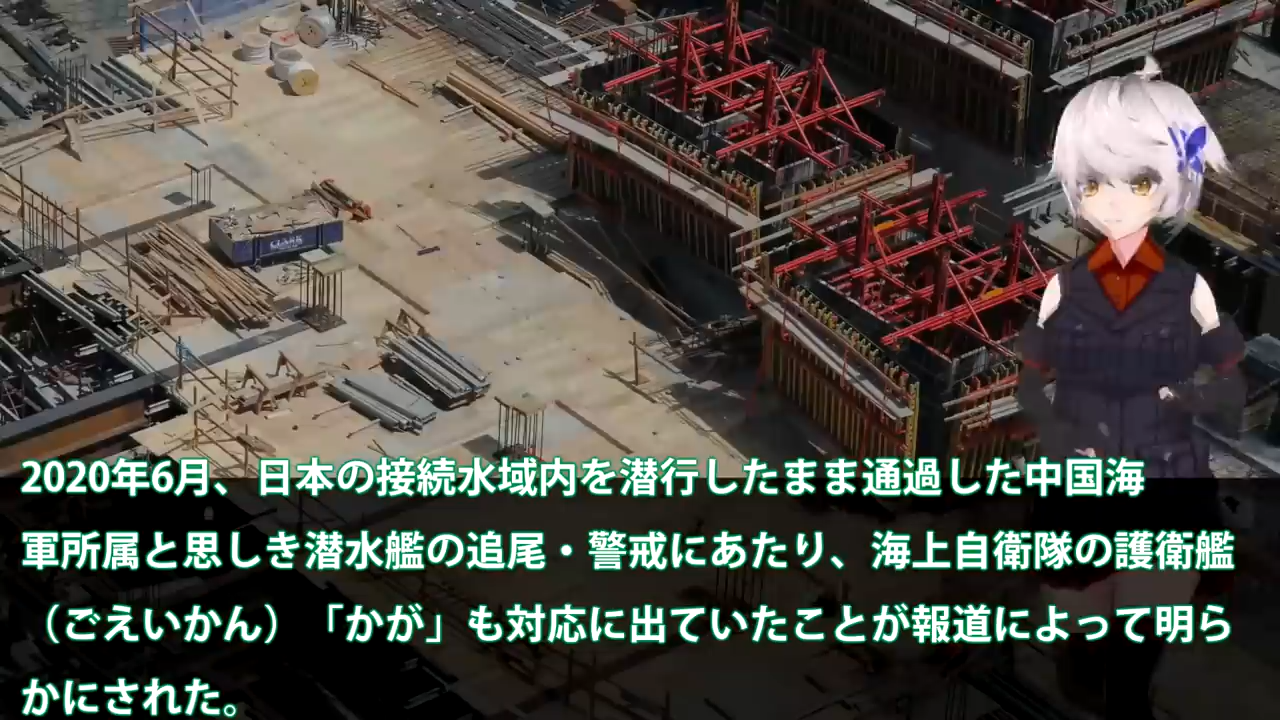 CLARK
2020年6月、日本の接続水域内を潜行したまま通過した中国海
軍所属と思しき潜水艦の追尾・警戒にあたり、海上自衛隊の護衛艦
（ごえいかん）「かが」も対応に出ていたことが報道によって明ら
かにされた。